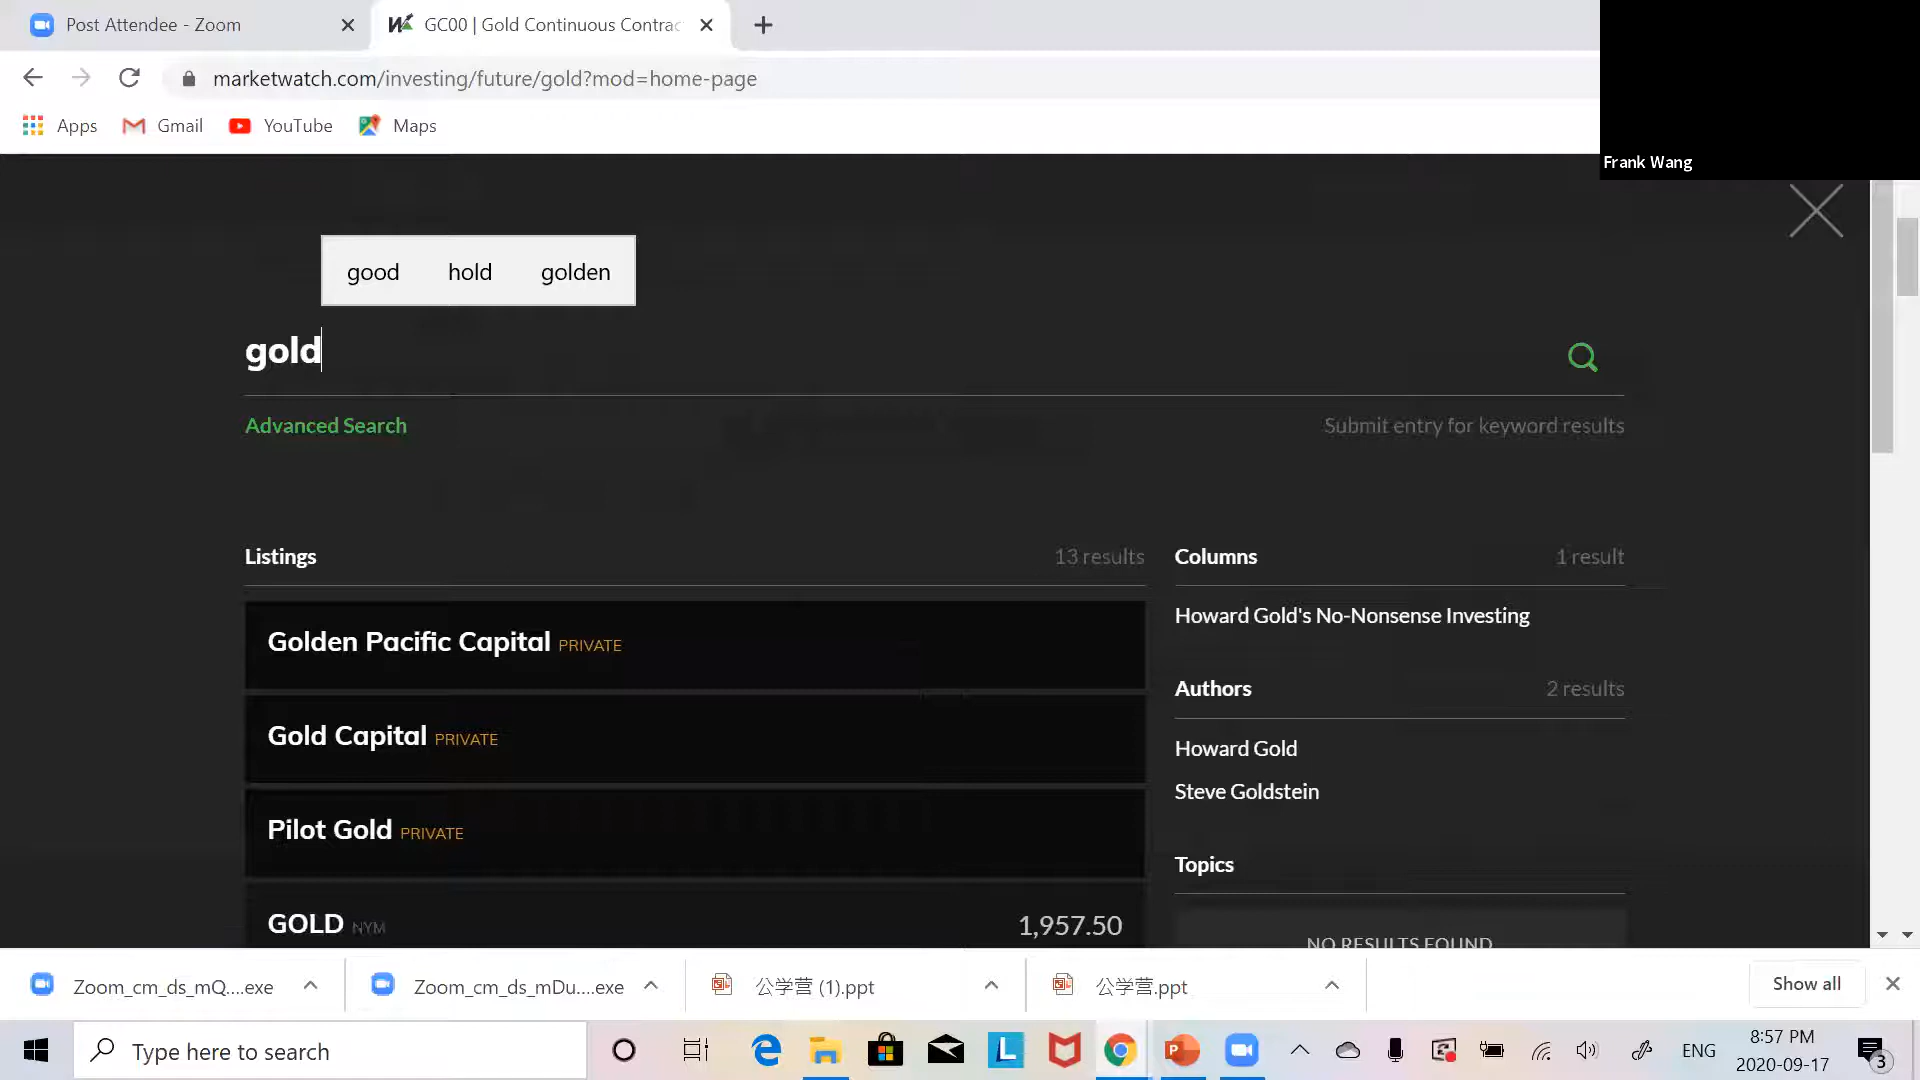 Post Attendee - Zoom
GC00 | Gold Continuous Contrac
marketwatch.com/investing/future/gold?mod=home-page
Apps Gmail YouTube Maps
Frank Wang
good hold golden
gold
Advanced Search
Submit entry for keyword results
Listings 13 results
Golden Pacific Capital PRIVATE
Gold Capital PRIVATE
Pilot Gold PRIVATE
GOLD NYM 1,957.50
Columns 1 result
Howard Gold's No-Nonsense Investing
Authors 2 results
Howard Gold
Steve Goldstein
Topics
NO RESULTS FOUND
Zoom_cm_ds_mQ....exe
Zoom_cm_ds_mDu....exe
公学营 (1).ppt
公学营.ppt
Show all
Type here to search
ENG
8:57 PM
2020-09-17
3